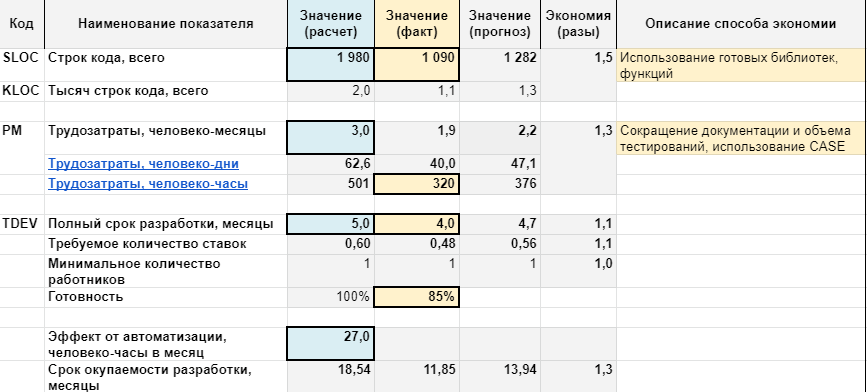 Код Наименование показателя Значение (расчет) Значение (факт) Значение (прогноз) Экономия (разы) Описание способа экономии
SLOC Строк кода, всего 1 980 1 090 1 282 1,5 Использование готовых библиотек, функций
KLOC Тысяч строк кода, всего 2,0 1,1 1,3
PM Трудозатраты, человеко-месяцы 3,0 1,9 2,2 1,3 Сокращение документации и объема тестирований, использование CASE
Трудозатраты, человеко-дни 62,6 40,0 47,1
Трудозатраты, человеко-часы 501 320 376
TDEV Полный срок разработки, месяцы 5,0 4,0 4,7 1,1
Требуемое количество ставок 0,60 0,48 0,56 1,1
Минимальное количество работников 1 1 1 1,0
Готовность 100% 85%
Эффект от автоматизации, человеко-часы в месяц 27,0
Срок окупаемости разработки, месяцы 18,54 11,85 13,94 1,3